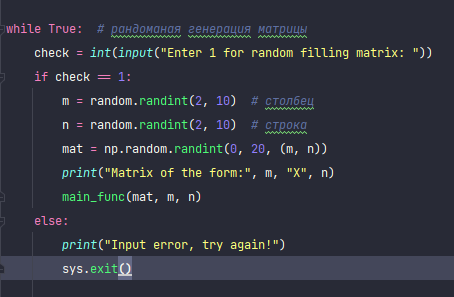 while True:  # рандоманая генерация матрицы
    check = int(input("Enter 1 for random filling matrix: "))
    if check == 1:
        m = random.randint(2, 10)  # столбец
        n = random.randint(2, 10)  # строка
        mat = np.random.randint(0, 20, (m, n))
        print("Matrix of the form:", m, "X", n)
        main_func(mat, m, n)
    else:
        print("Input error, try again!")
        sys.exit()